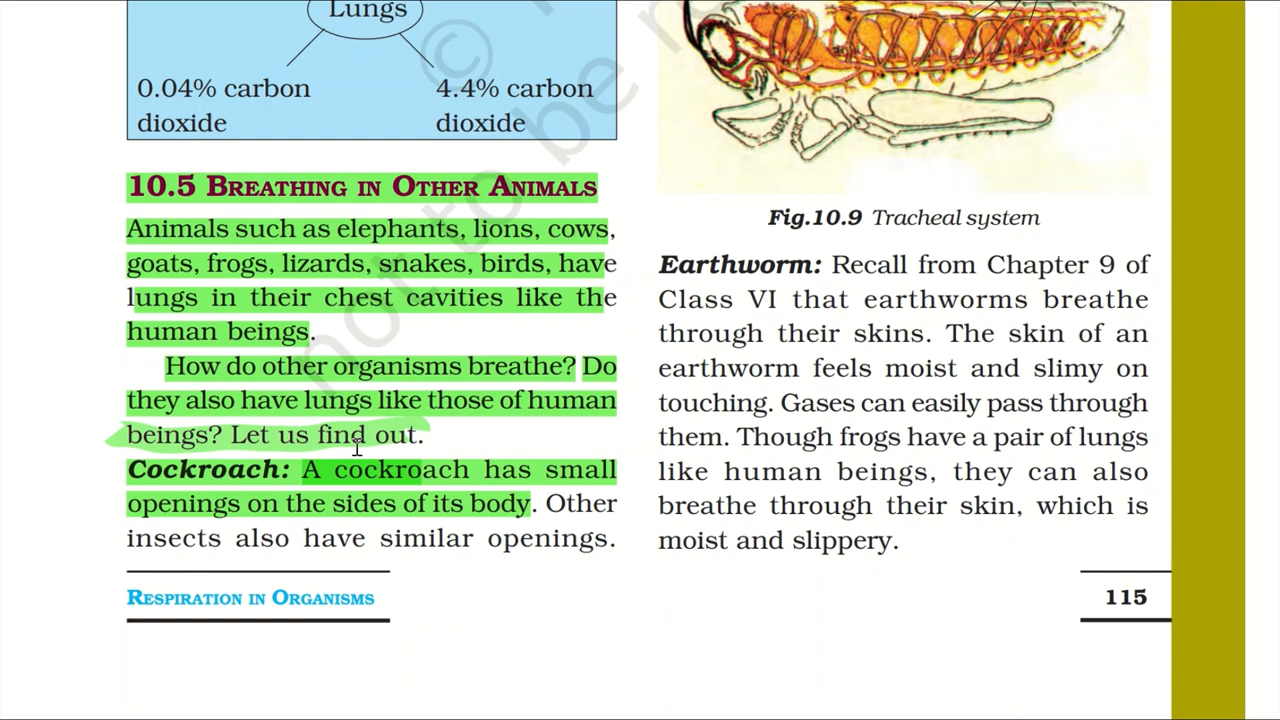 Lungs
0.04% carbon
dioxide
4.4% carbon
dioxide
10.5 BREATHING IN OTHER ANIMALS
Animals such as elephants, lions, cows,
goats, frogs, lizards, snakes, birds, have
lungs in their chest cavities like the
human beings.
How do other organisms breathe? Do
they also have lungs like those of human
beings? Let us find out.
Cockroach: A cockroach has small
openings on the sides of its body. Other
insects also have similar openings.
Fig.10.9 Tracheal system
Earthworm: Recall from Chapter 9 of
Class VI that earthworms breathe
through their skins. The skin of an
earthworm feels moist and slimy on
touching. Gases can easily pass through
them. Though frogs have a pair of lungs
like human beings, they can also
breathe through their skin, which is
moist and slippery.
RESPIRATION IN ORGANISMS
115
© 
not to be